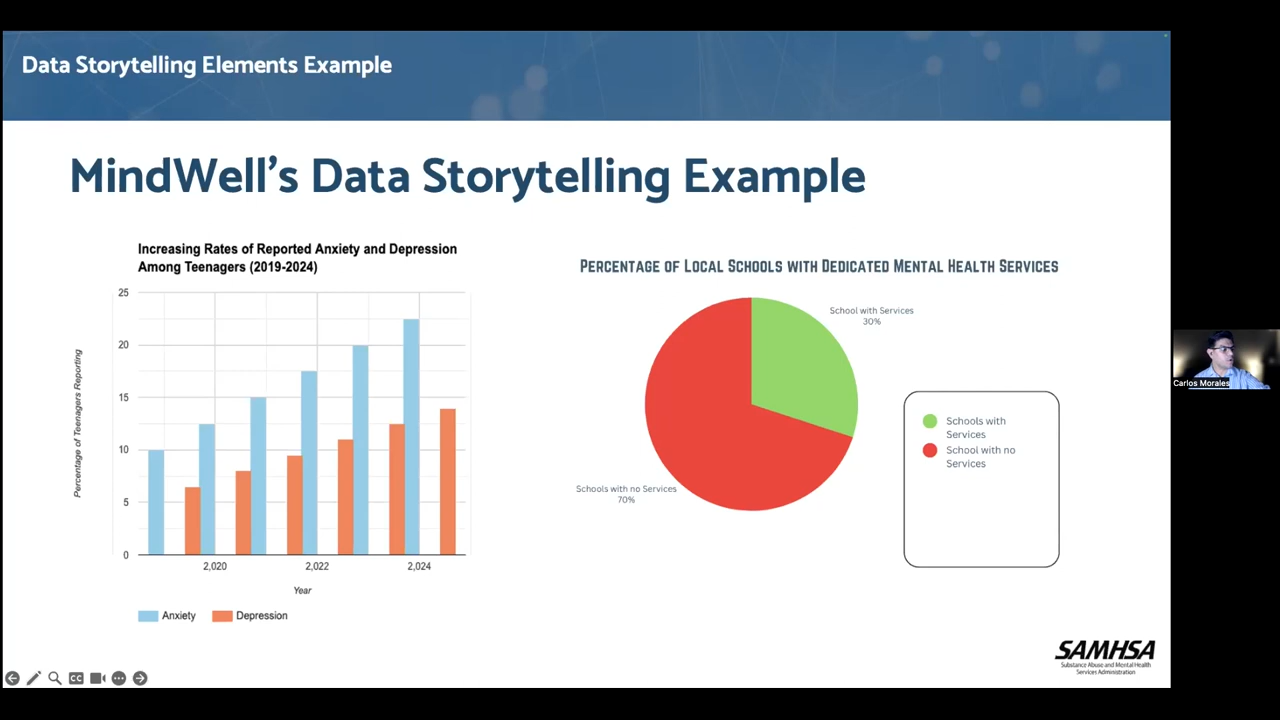 Data Storytelling Elements Example
MindWell's Data Storytelling Example
Increasing Rates of Reported Anxiety and Depression
Among Teenagers (2019-2024)
25
20
15
10
5
0
Percentage of Teenagers Reporting
2,020
2,022
2,024
Year
Anxiety
Depression
PERCENTAGE OF LOCAL SCHOOLS WITH DEDICATED MENTAL HEALTH SERVICES
School with Services
30%
Schools with no Services
70%
Schools with
Services
School with no
Services
Carlos Morales
CC
SAMHSA
Substance Abuse and Mental Health
Services Administration